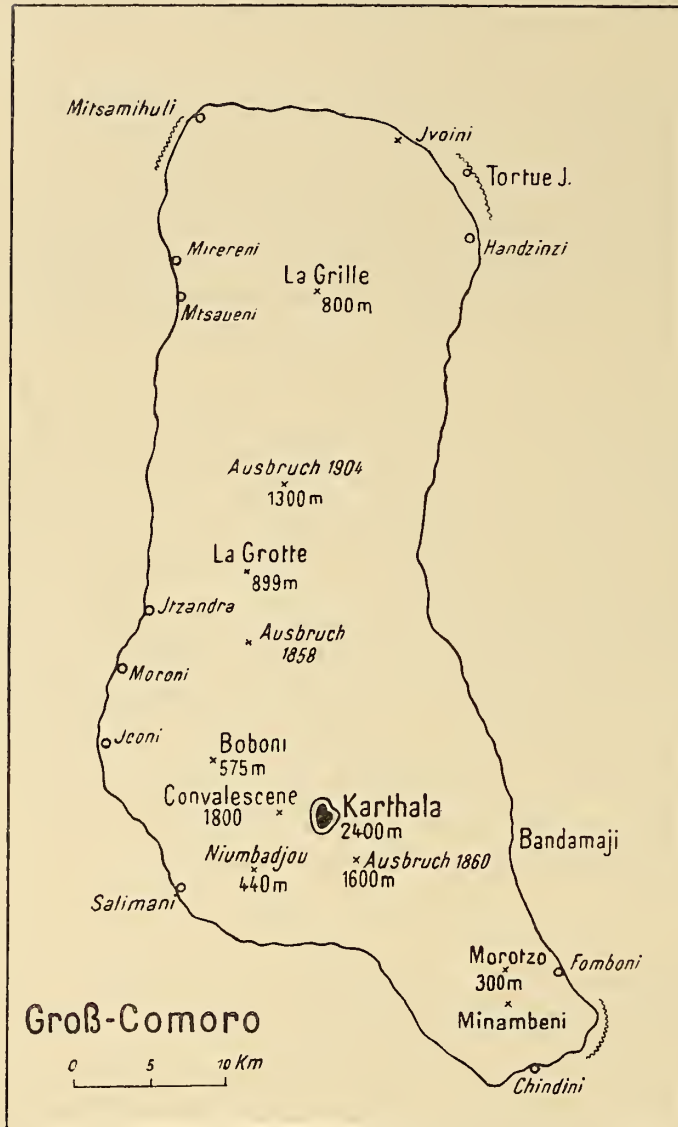 Mitsamihuli
Jvoini
Tortue J.
Handzinzi
Mirereni
La Grille
800m
Mtsaueni
Ausbruch 1904
1300m
La Grotte
899m
Jtzandra
Ausbruch
1858
Moroni
Jconi
Boboni
575m
Convalescene
1800
Karthala
2400m
Bandamaji
Niumbadjou
440m
Ausbruch 1860
1600m
Salimani
Morotzo
300m
Fomboni
Minambeni
Groß-Comoro
0 5 10 Km
Chindini